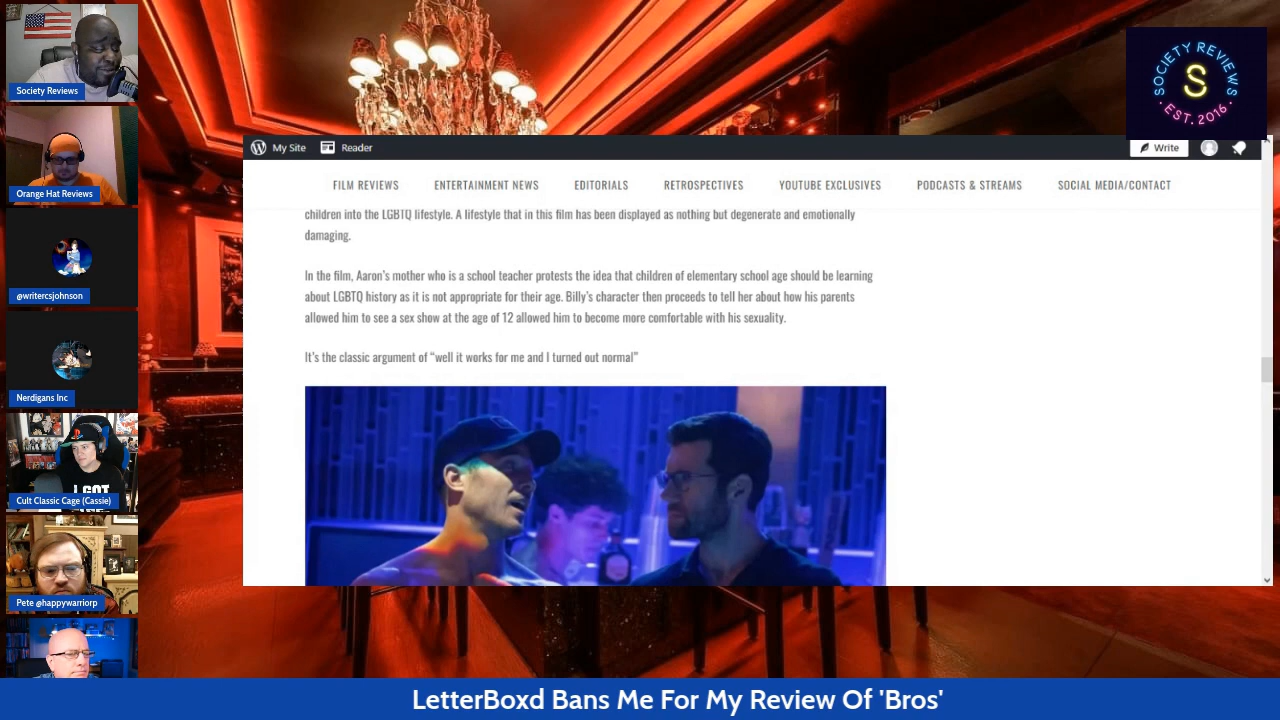 Society Reviews
Orange Hat Reviews
@writercsjohnson
Nerdigans Inc
I GOT
Cult Classic Cage (Cassie)
Pete @happywarriorp
SOCIETY REVIEWS
S
· EST. 2016 ·
My Site
Reader
Write
FILM REVIEWS ENTERTAINMENT NEWS EDITORIALS RETROSPECTIVES YOUTUBE EXCLUSIVES PODCASTS & STREAMS SOCIAL MEDIA/CONTACT
children into the LGBTQ lifestyle. A lifestyle that in this film has been displayed as nothing but degenerate and emotionally
damaging.
In the film, Aaron's mother who is a school teacher protests the idea that children of elementary school age should be learning
about LGBTQ history as it is not appropriate for their age. Billy's character then proceeds to tell her about how his parents
allowed him to see a sex show at the age of 12 allowed him to become more comfortable with his sexuality.
It's the classic argument of “well it works for me and I turned out normal”
LetterBoxd Bans Me For My Review Of 'Bros'